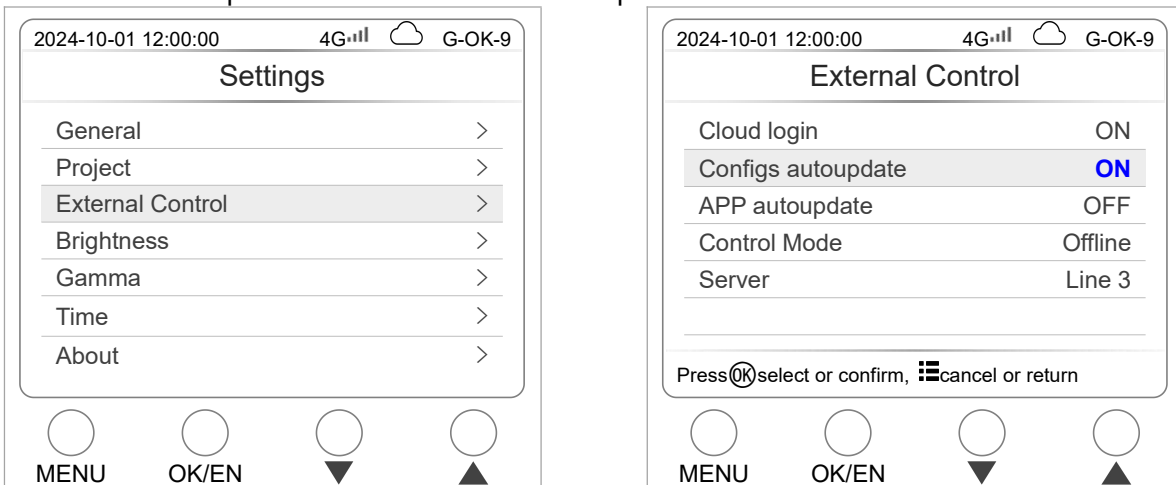 2024-10-01 12:00:00 4G G-OK-9
Settings
General >
Project >
External Control >
Brightness >
Gamma >
Time >
About >
MENU OK/EN ▼ ▲
2024-10-01 12:00:00 4G G-OK-9
External Control
Cloud login ON
Configs autoupdate ON
APP autoupdate OFF
Control Mode Offline
Server Line 3
Press OK select or confirm, cancel or return
MENU OK/EN ▼ ▲